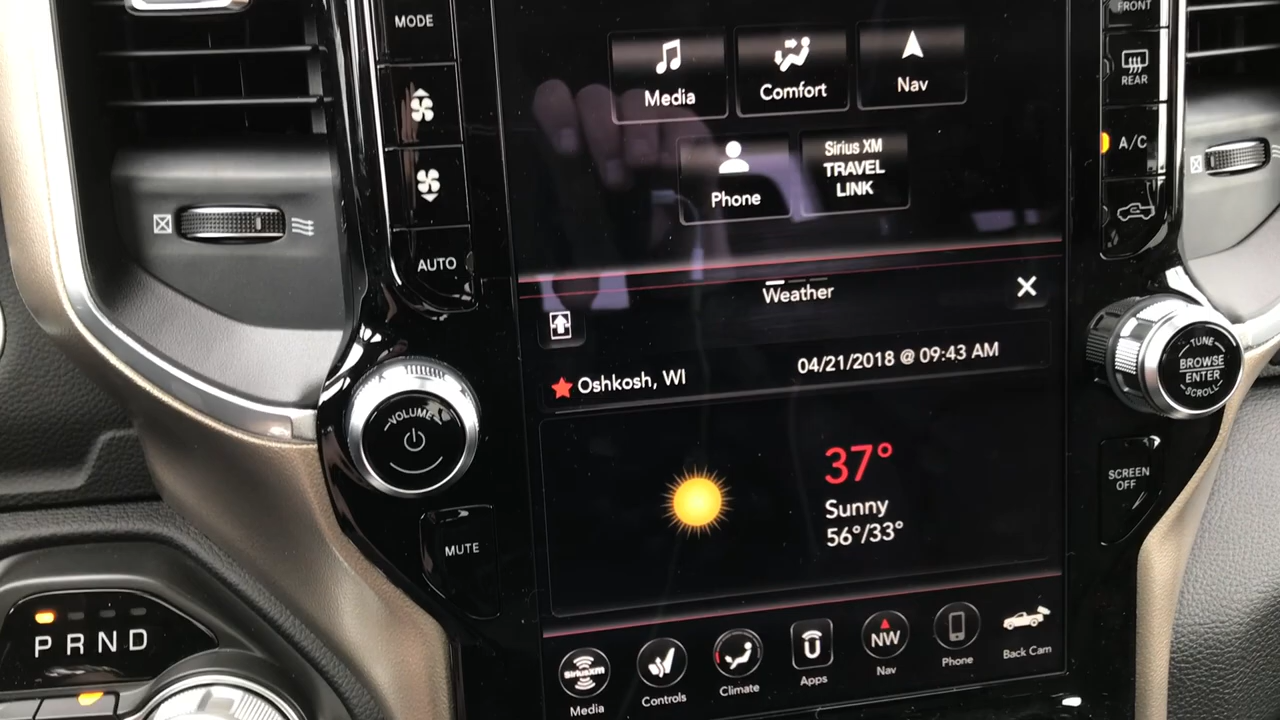 MODE
AUTO
VOLUME
MUTE
P R N D
Media
Comfort
Nav
Phone
Sirius XM
TRAVEL
LINK
Weather
Oshkosh, WI
04/21/2018 @ 09:43 AM
37°
Sunny
56°/33°
SiriusXM
Media
Controls
Climate
Apps
NW
Nav
Phone
Back Cam
FRONT
REAR
A/C
TUNE
BROWSE
ENTER
SCROLL
SCREEN
OFF